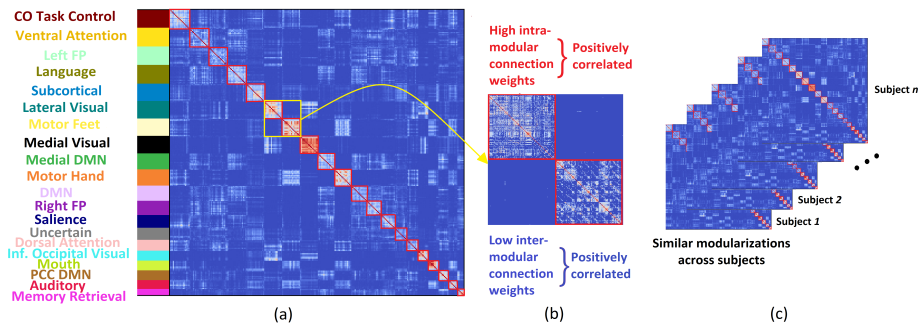 CO Task Control
Ventral Attention
Left FP
Language
Subcortical
Lateral Visual
Motor Feet
Medial Visual
Medial DMN
Motor Hand
DMN
Right FP
Salience
Uncertain
Dorsal Attention
Inf. Occipital Visual
Mouth
PCC DMN
Auditory
Memory Retrieval
(a)
High intra-
modular
connection
weights
Positively
correlated
Low inter-
modular
connection
weights
Positively
correlated
(b)
Subject n
Subject 2
Subject 1
Similar modularizations
across subjects
(c)